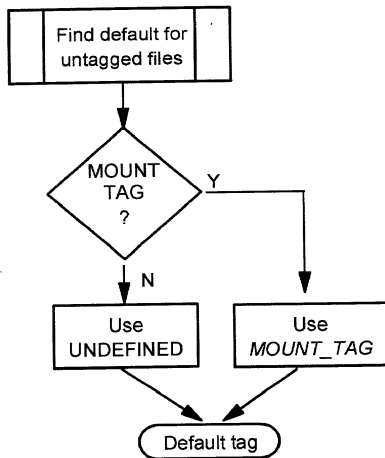 Find default for
untagged files
MOUNT
TAG
?
Y
N
Use
UNDEFINED
Use
MOUNT_TAG
Default tag